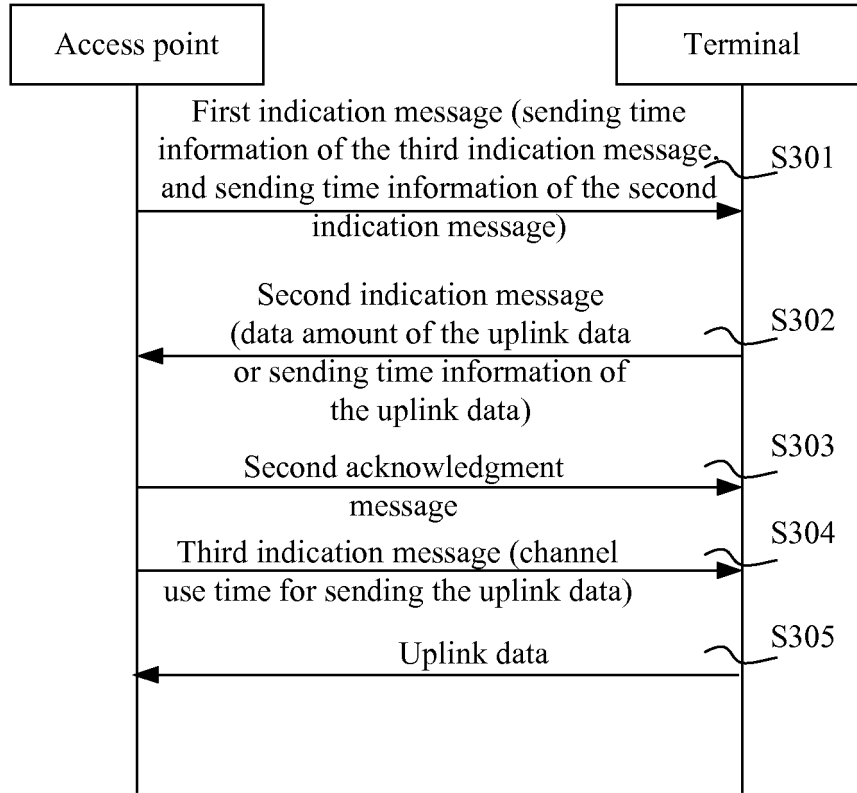 Access point
Terminal
First indication message (sending time
information of the third indication message,
and sending time information of the second
indication message)
S301
Second indication message
(data amount of the uplink data
or sending time information of
the uplink data)
S302
Second acknowledgment
message
S303
Third indication message (channel
use time for sending the uplink data)
S304
Uplink data
S305